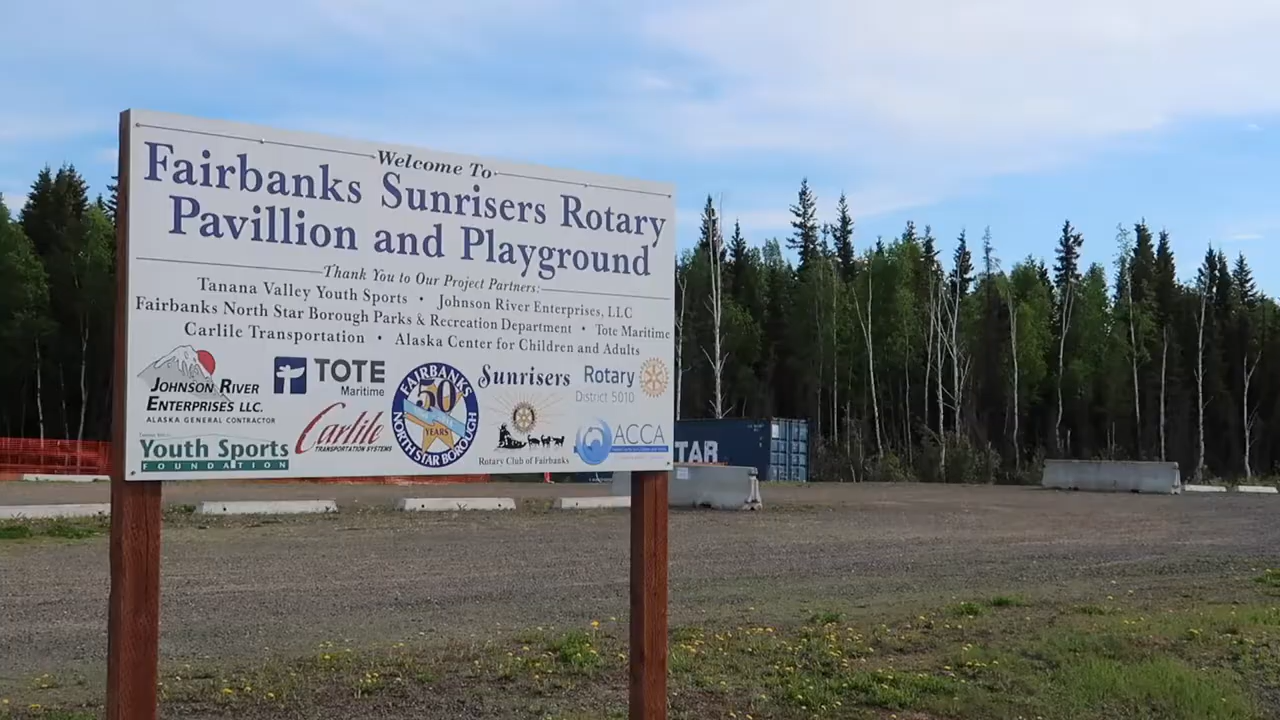 Welcome To
Fairbanks Sunrisers Rotary
Pavillion and Playground
Thank You to Our Project Partners:
Tanana Valley Youth Sports • Johnson River Enterprises, LLC
Fairbanks North Star Borough Parks & Recreation Department • Tote Maritime
Carlile Transportation • Alaska Center for Children and Adults
JOHNSON RIVER
ENTERPRISES LLC.
ALASKA GENERAL CONTRACTOR
TOTE
Maritime
FAIRBANKS
50
YEARS
NORTH STAR BOROUGH
Sunrisers
Rotary Club of Fairbanks
Rotary
District 5010
Youth Sports
FOUNDATION
Carlile
TRANSPORTATION SYSTEMS
ACCA
TAR